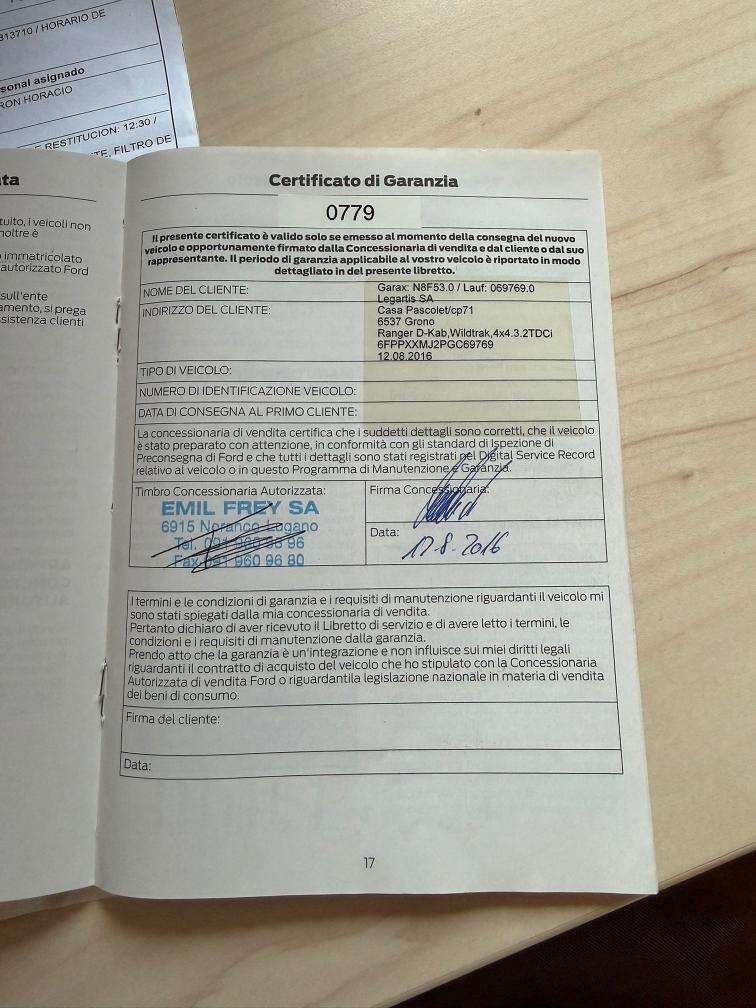 313710 / HORARIO DE
sonal asignado
RON HORACIO
E RESTITUCION: 12:30 /
TE, FILTRO DE
ta
tuito, i veicoli non
noltre è
immatricolato
autorizzato Ford
sull'ente
amento, si prega
sistenza clienti
Certificato di Garanzia
0779
Il presente certificato è valido solo se emesso al momento della consegna del nuovo
veicolo e opportunamente firmato dalla Concessionaria di vendita e dal cliente o dal suo
rappresentante. Il periodo di garanzia applicabile al vostro veicolo è riportato in modo
dettagliato in del presente libretto.
NOME DEL CLIENTE:
Garax: N8F53.0 / Lauf: 069769.0
Legartis SA
INDIRIZZO DEL CLIENTE:
Casa Pascolet/cp71
6537 Grono
Ranger D-Kab,Wildtrak,4x4.3.2TDCi
6FPPXXMJ2PGC69769
12.08.2016
TIPO DI VEICOLO:
NUMERO DI IDENTIFICAZIONE VEICOLO:
DATA DI CONSEGNA AL PRIMO CLIENTE:
La concessionaria di vendita certifica che i suddetti dettagli sono corretti, che il veicolo
è stato preparato con attenzione, in conformità con gli standard di Ispezione di
Preconsegna di Ford e che tutti i dettagli sono stati registrati nel Digital Service Record
relativo al veicolo o in questo Programma di Manutenzione e Garanzia.
Timbro Concessionaria Autorizzata:
EMIL FREY SA
6915 Noranco-Lugano
Tel. 091 960 96 96
Fax 091 960 96 80
Firma Concessionaria:
Data:
17-8-2016
I termini e le condizioni di garanzia e i requisiti di manutenzione riguardanti il veicolo mi
sono stati spiegati dalla mia concessionaria di vendita.
Pertanto dichiaro di aver ricevuto il Libretto di servizio e di avere letto i termini, le
condizioni e i requisiti di manutenzione dalla garanzia.
Prendo atto che la garanzia è un'integrazione e non influisce sui miei diritti legali
riguardanti il contratto di acquisto del veicolo che ho stipulato con la Concessionaria
Autorizzata di vendita Ford o riguardantila legislazione nazionale in materia di vendita
dei beni di consumo.
Firma del cliente:
Data:
17